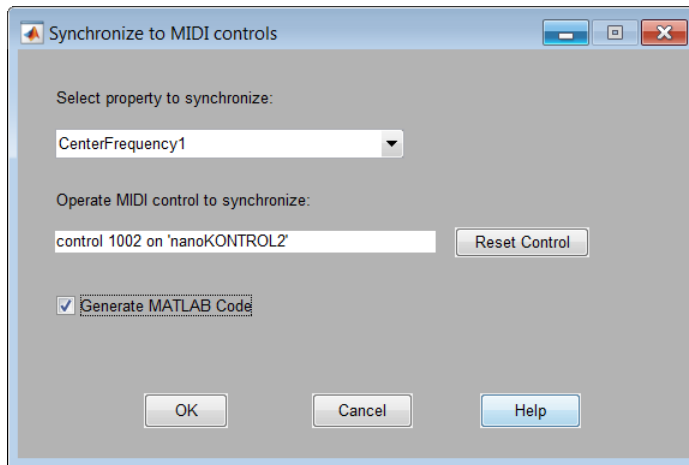 Synchronize to MIDI controls
Select property to synchronize:
CenterFrequency1
Operate MIDI control to synchronize:
control 1002 on 'nanoKONTROL2'
Reset Control
Generate MATLAB Code
OK
Cancel
Help